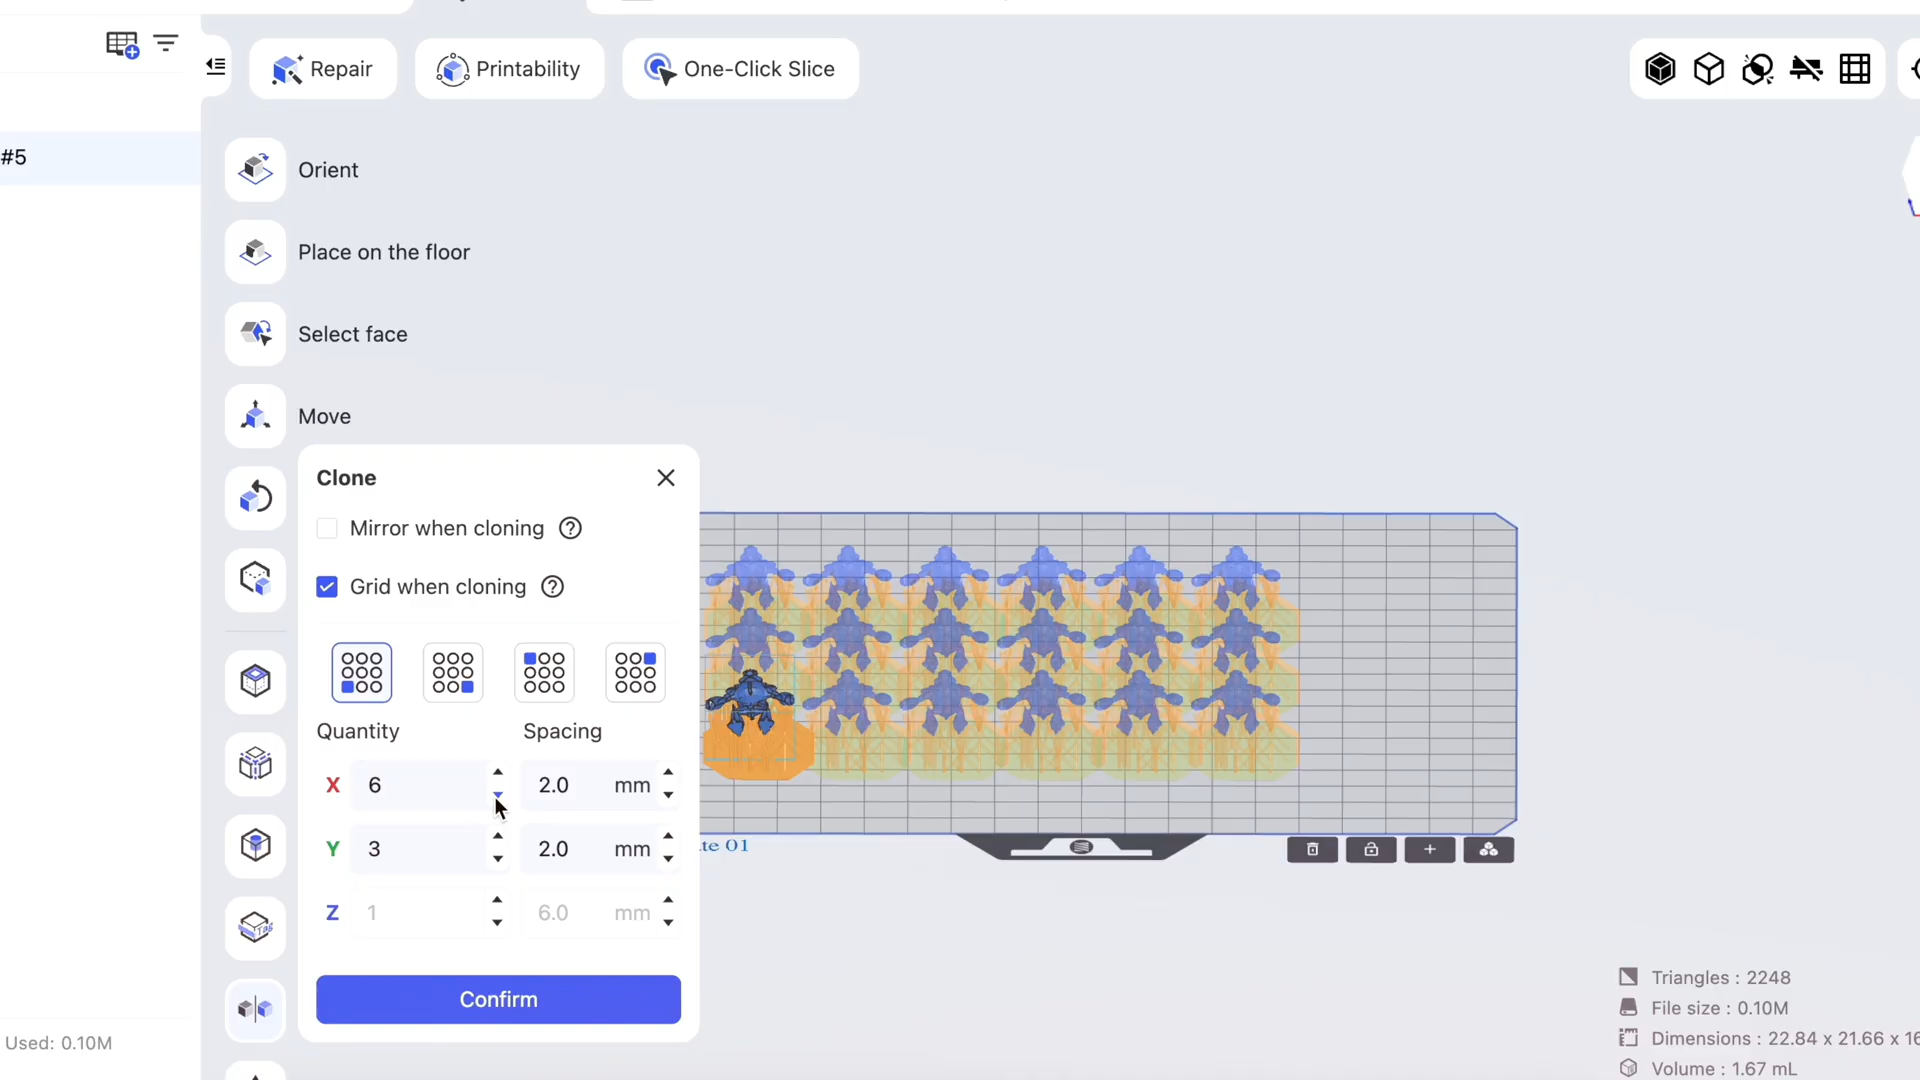 Repair
Printability
One-Click Slice
#5
Orient
Place on the floor
Select face
Move
Clone
Mirror when cloning
Grid when cloning
Quantity
Spacing
X 6 2.0 mm
Y 3 2.0 mm
Z 1 6.0 mm
Confirm
te 01
Triangles : 2248
File size : 0.10M
Dimensions : 22.84 x 21.66 x 16
Volume : 1.67 mL
Used: 0.10M